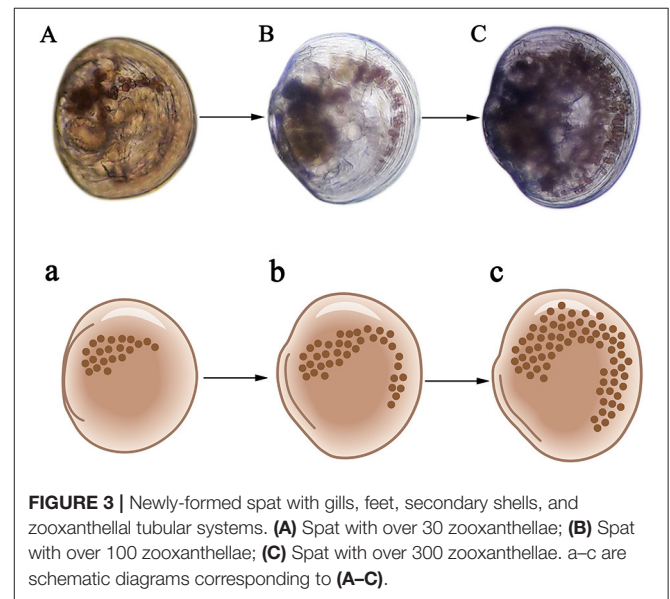 A
B
C
a
b
c
FIGURE 3 | Newly-formed spat with gills, feet, secondary shells, and
zooxanthellal tubular systems. (A) Spat with over 30 zooxanthellae; (B) Spat
with over 100 zooxanthellae; (C) Spat with over 300 zooxanthellae. a–c are
schematic diagrams corresponding to (A–C).